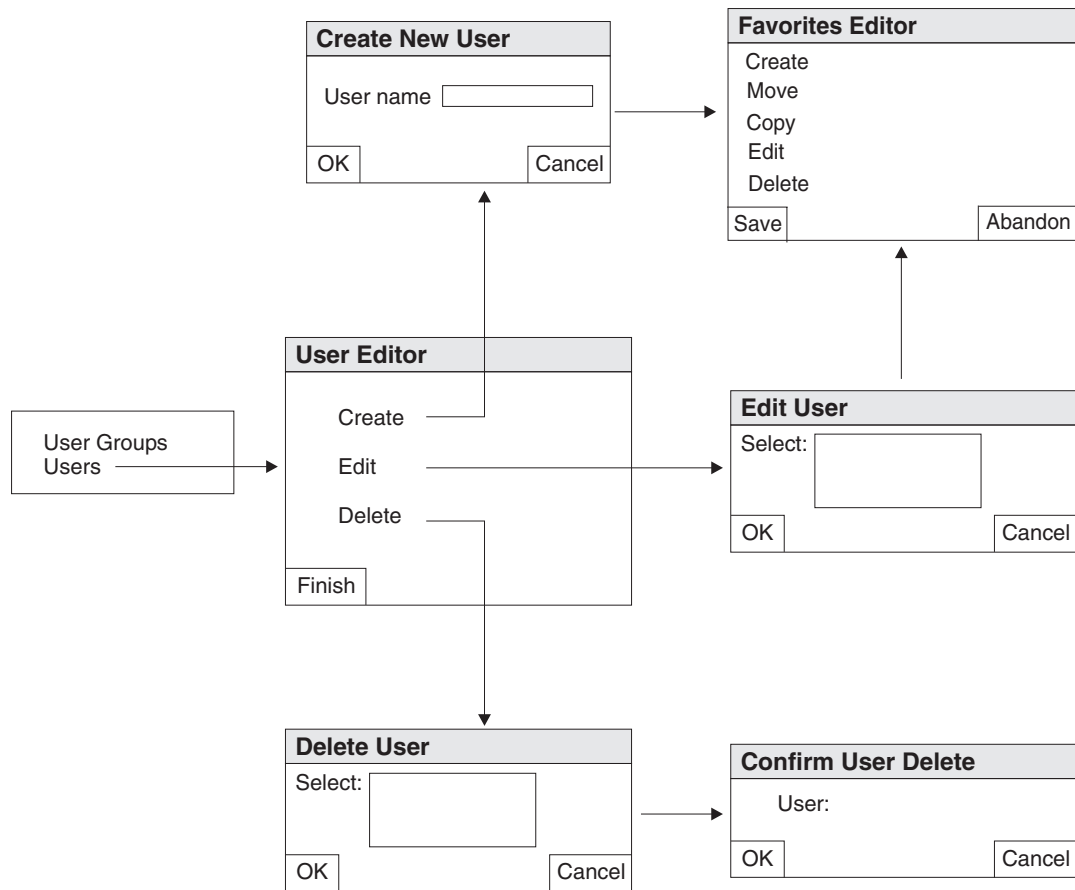 Create New User
User name
OK
Cancel
Favorites Editor
Create
Move
Copy
Edit
Delete
Save
Abandon
User Groups
Users
User Editor
Create
Edit
Delete
Finish
Edit User
Select:
OK
Cancel
Delete User
Select:
OK
Cancel
Confirm User Delete
User:
OK
Cancel